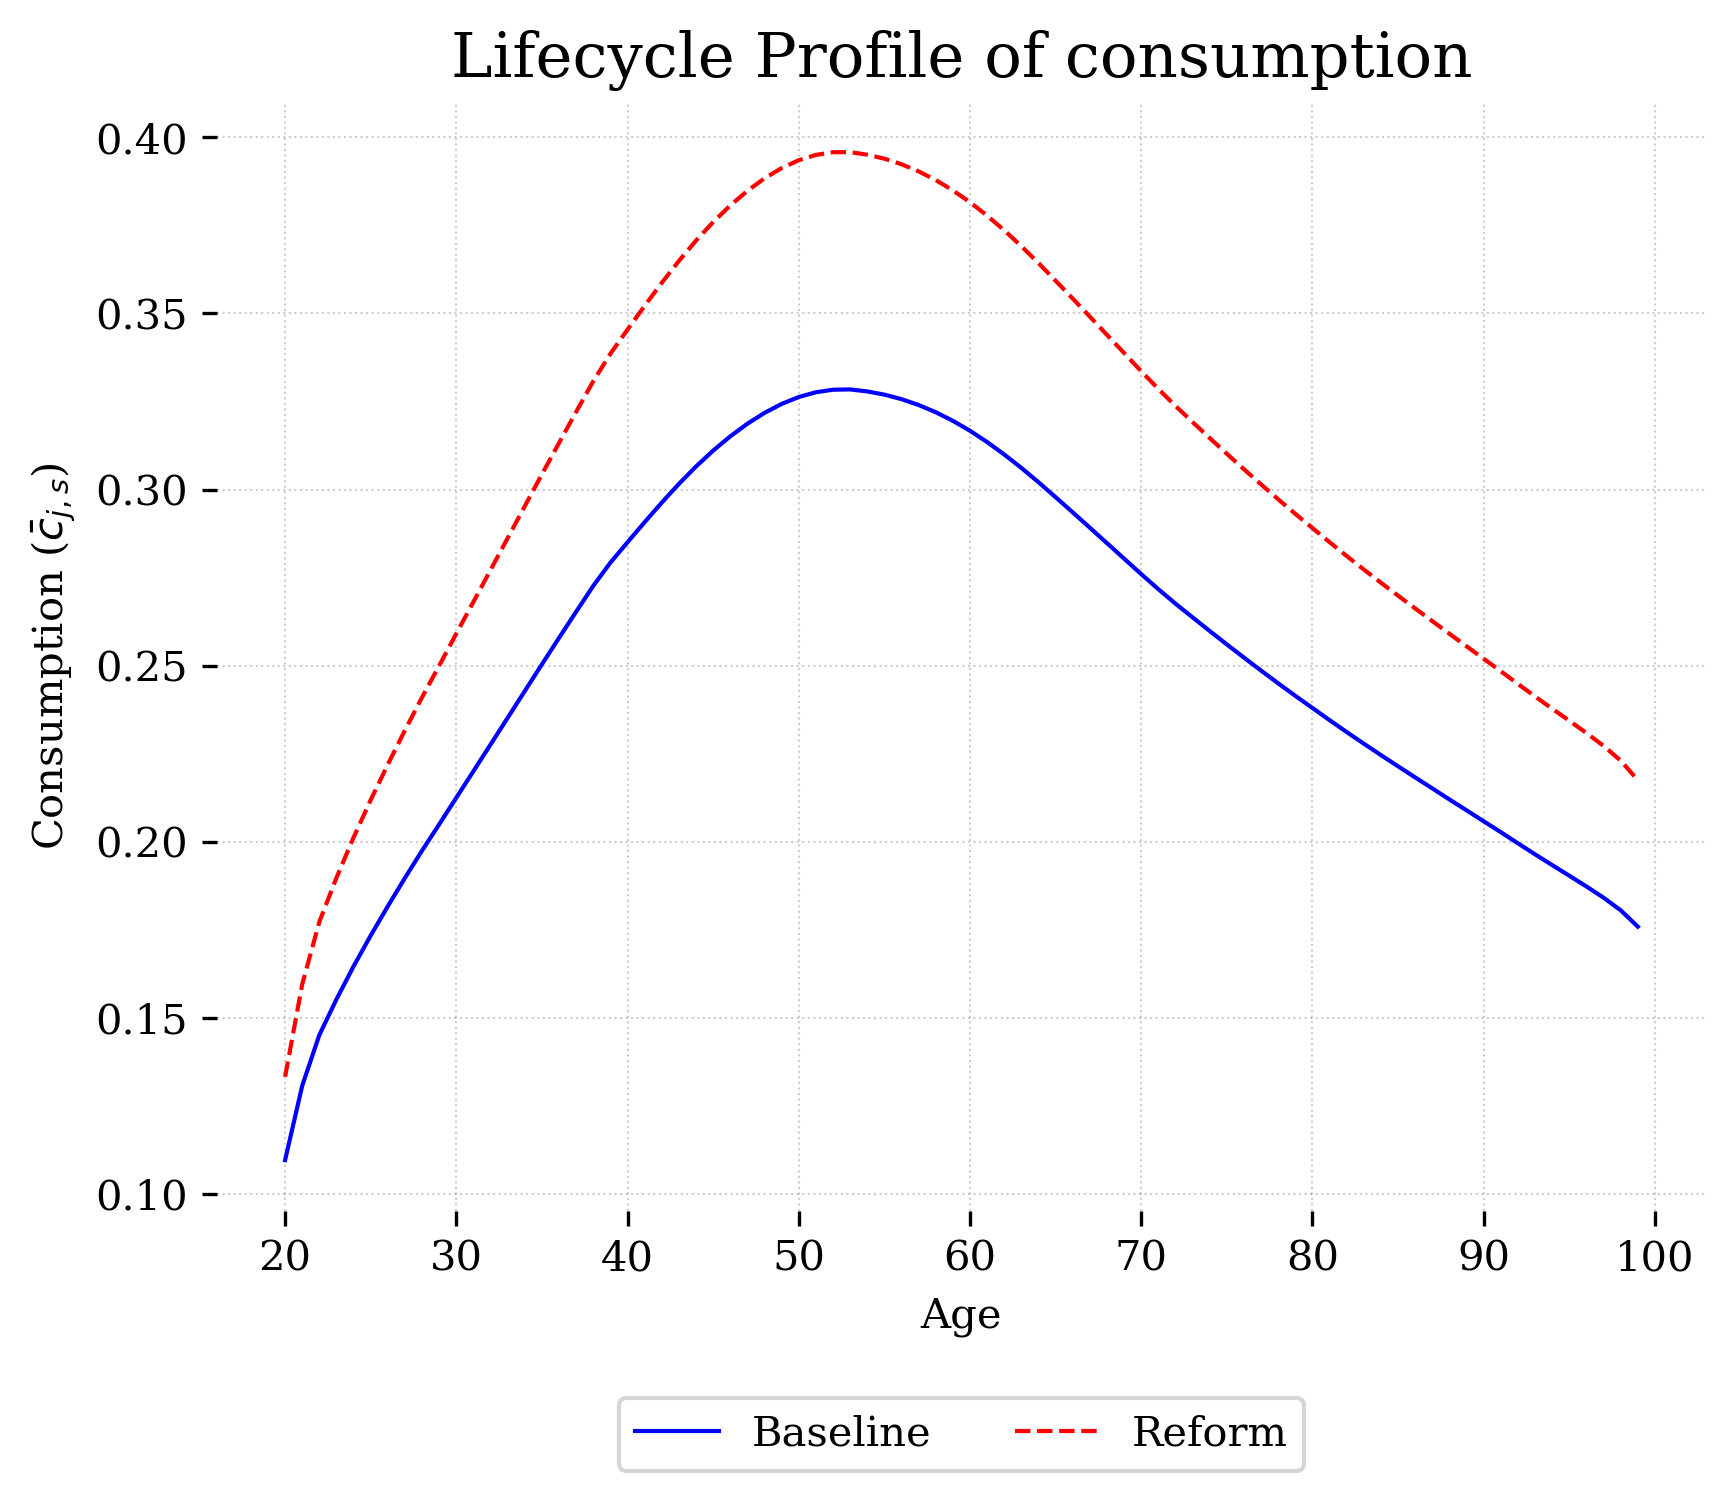 Lifecycle Profile of consumption
Consumption (c̄j,s)
0.40
0.35
0.30
0.25
0.20
0.15
0.10
20 30 40 50 60 70 80 90 100
Age
Baseline Reform